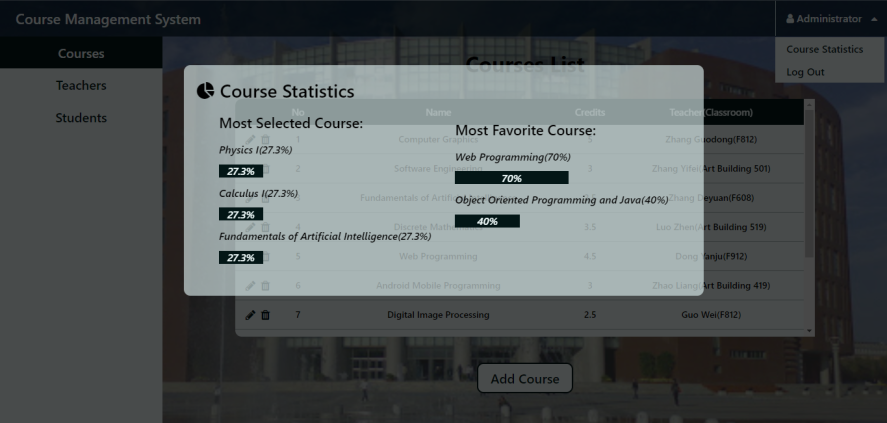 Course Management System
Administrator
Course Statistics
Log Out
Courses
Teachers
Students
Courses List
Course Statistics
Most Selected Course:
Physics I(27.3%)
27.3%
Calculus I(27.3%)
27.3%
Fundamentals of Artificial Intelligence(27.3%)
27.3%
Most Favorite Course:
Web Programming(70%)
70%
Object Oriented Programming and Java(40%)
40%
No Name Credits Teacher(Classroom)
1 Computer Graphics Zhang Guodong(F812)
2 Software Engineering 3 Zhang Yifei(Art Building 501)
3 Fundamentals of Artificial Zhang Deyuan(F608)
4 Discrete Mathematics 3.5 Luo Zhen(Art Building 519)
5 Web Programming 4.5 Dong Yanju(F912)
6 Android Mobile Programming 3 Zhao Liang(Art Building 419)
7 Digital Image Processing 2.5 Guo Wei(F812)
Add Course